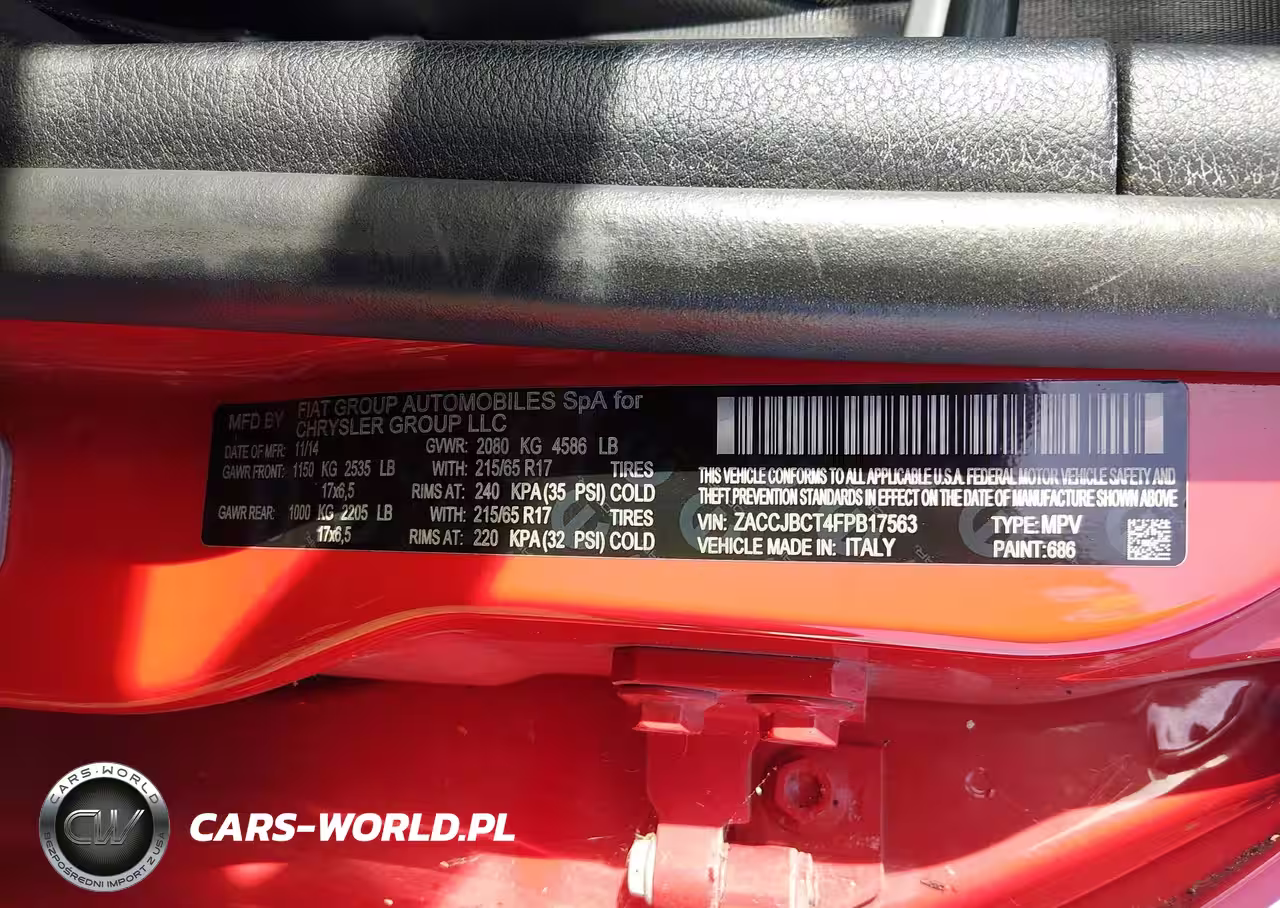 MFD BY FIAT GROUP AUTOMOBILES SpA for
CHRYSLER GROUP LLC
DATE OF MFR: 11/14 GVWR: 2080 KG 4586 LB
GAWR FRONT: 1150 KG 2535 LB WITH: 215/65 R17 TIRES
17x6,5 RIMS AT: 240 KPA(35 PSI) COLD
GAWR REAR: 1000 KG 2205 LB WITH: 215/65 R17 TIRES
17x6,5 RIMS AT: 220 KPA(32 PSI) COLD
THIS VEHICLE CONFORMS TO ALL APPLICABLE U.S.A. FEDERAL MOTOR VEHICLE SAFETY AND
THEFT PREVENTION STANDARDS IN EFFECT ON THE DATE OF MANUFACTURE SHOWN ABOVE
VIN: ZACCJBCT4FPB17563 TYPE: MPV
VEHICLE MADE IN: ITALY PAINT:686
CARS-WORLD
CW
BEZPOŚREDNI IMPORT Z USA
CARS-WORLD.PL